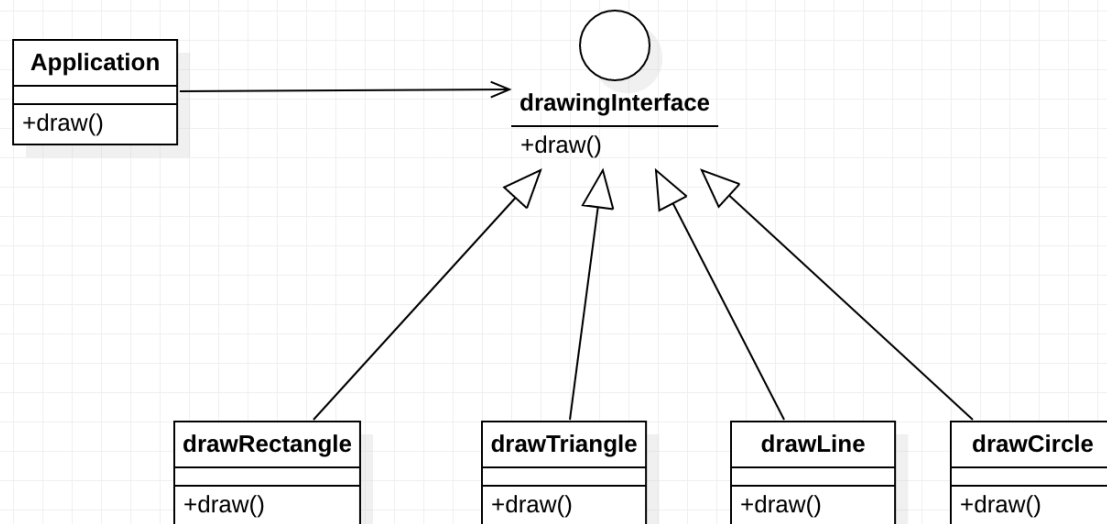 Application
+draw()
drawingInterface
+draw()
drawRectangle
+draw()
drawTriangle
+draw()
drawLine
+draw()
drawCircle
+draw()